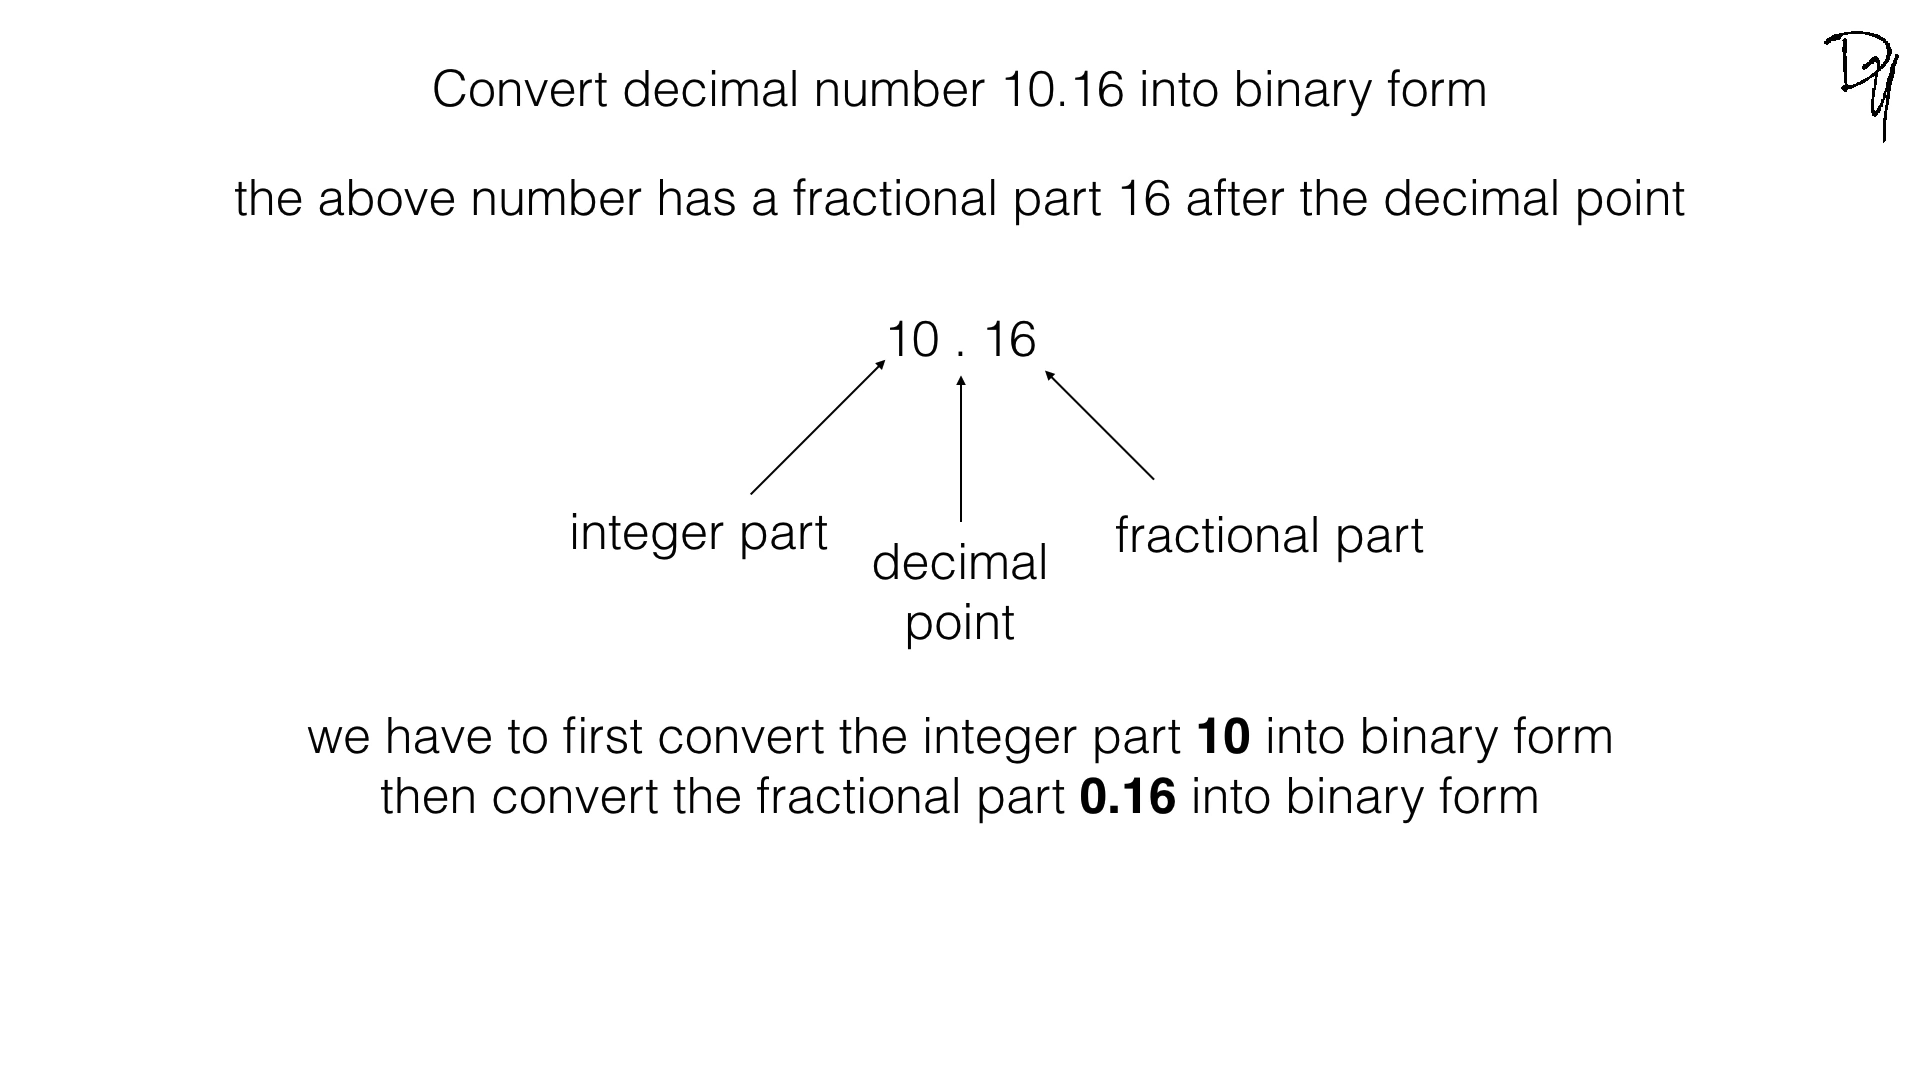 Convert decimal number 10.16 into binary form
the above number has a fractional part 16 after the decimal point
10 . 16
integer part
decimal
point
fractional part
we have to first convert the integer part 10 into binary form
then convert the fractional part 0.16 into binary form